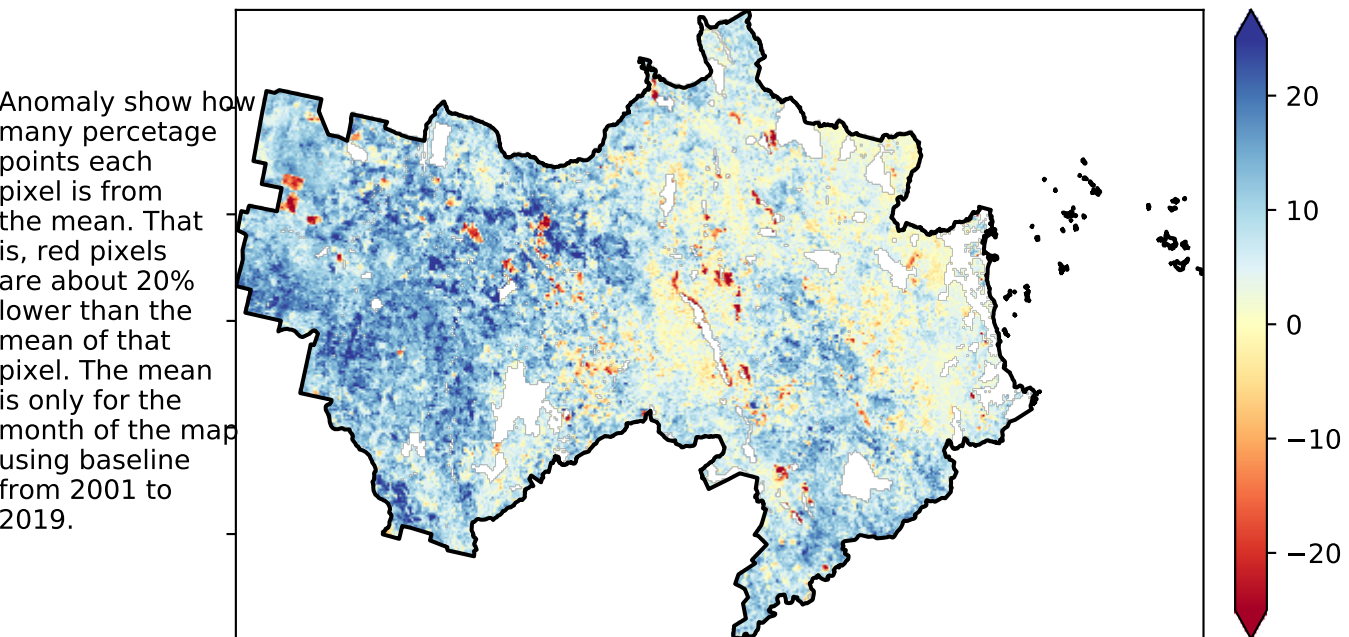 Anomaly show how
many percetage
points each
pixel is from
the mean. That
is, red pixels
are about 20%
lower than the
mean of that
pixel. The mean
is only for the
month of the map
using baseline
from 2001 to
2019.
20
10
0
−10
−20